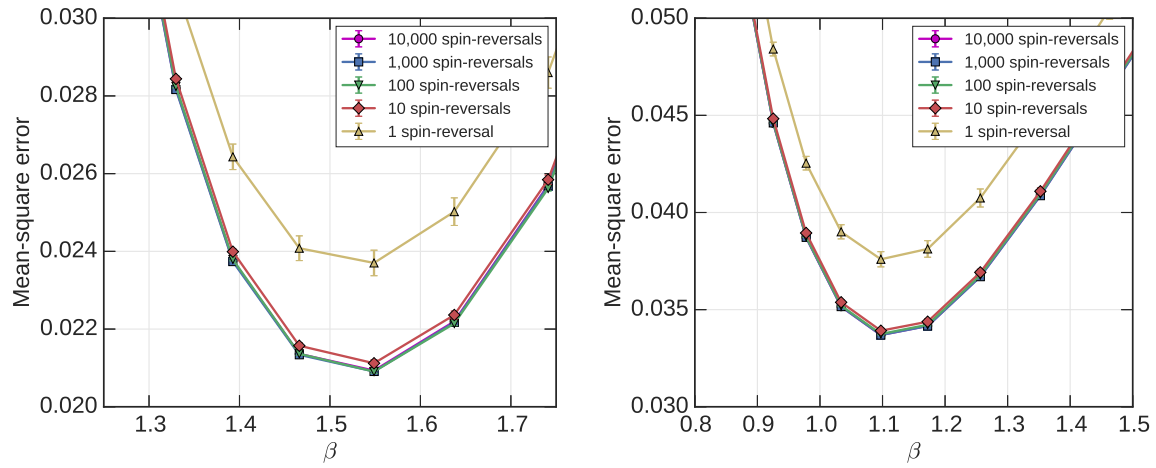 0.030
0.028
0.026
0.024
0.022
0.020
Mean-square error
1.3
1.4
1.5
1.6
1.7
β
10,000 spin-reversals
1,000 spin-reversals
100 spin-reversals
10 spin-reversals
1 spin-reversal
0.050
0.045
0.040
0.035
0.030
Mean-square error
0.8
0.9
1.0
1.1
1.2
1.3
1.4
1.5
β
10,000 spin-reversals
1,000 spin-reversals
100 spin-reversals
10 spin-reversals
1 spin-reversal